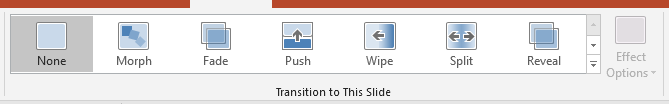 None Morph Fade Push Wipe Split Reveal
Effect
Options
Transition to This Slide